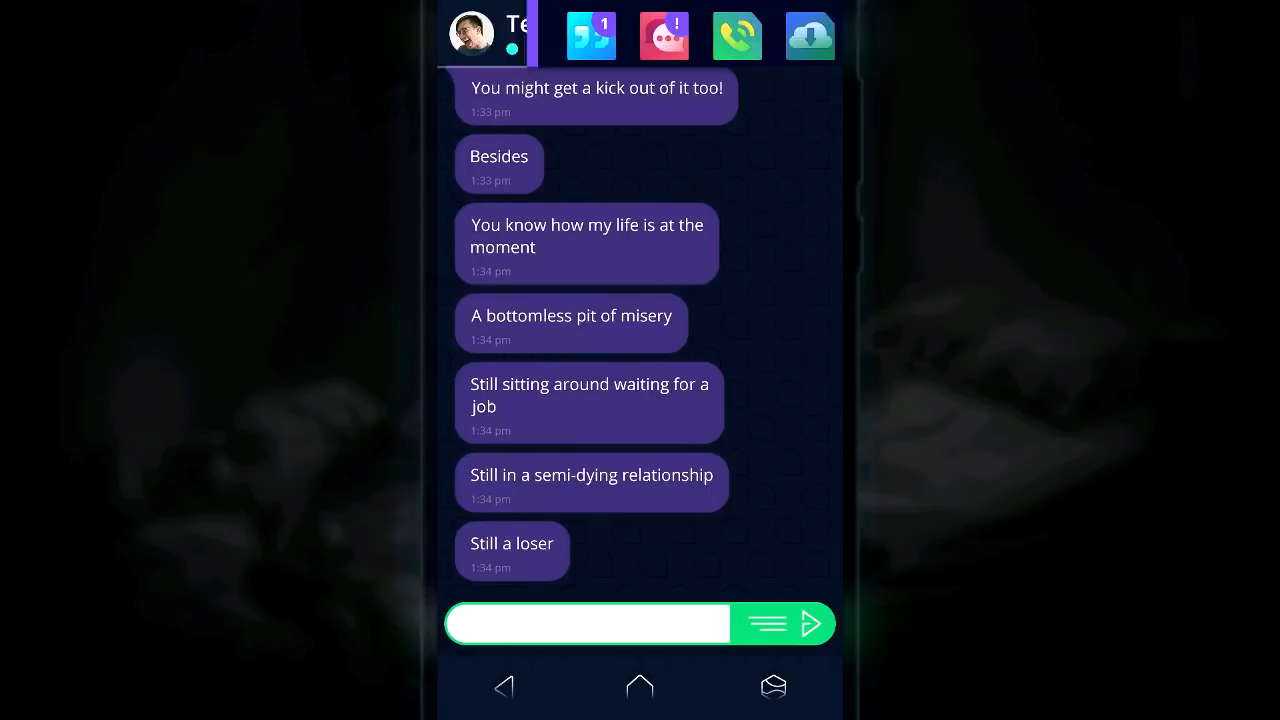 Te
1
!
You might get a kick out of it too!
1:33 pm
Besides
1:33 pm
You know how my life is at the
moment
1:34 pm
A bottomless pit of misery
1:34 pm
Still sitting around waiting for a
job
1:34 pm
Still in a semi-dying relationship
1:34 pm
Still a loser
1:34 pm